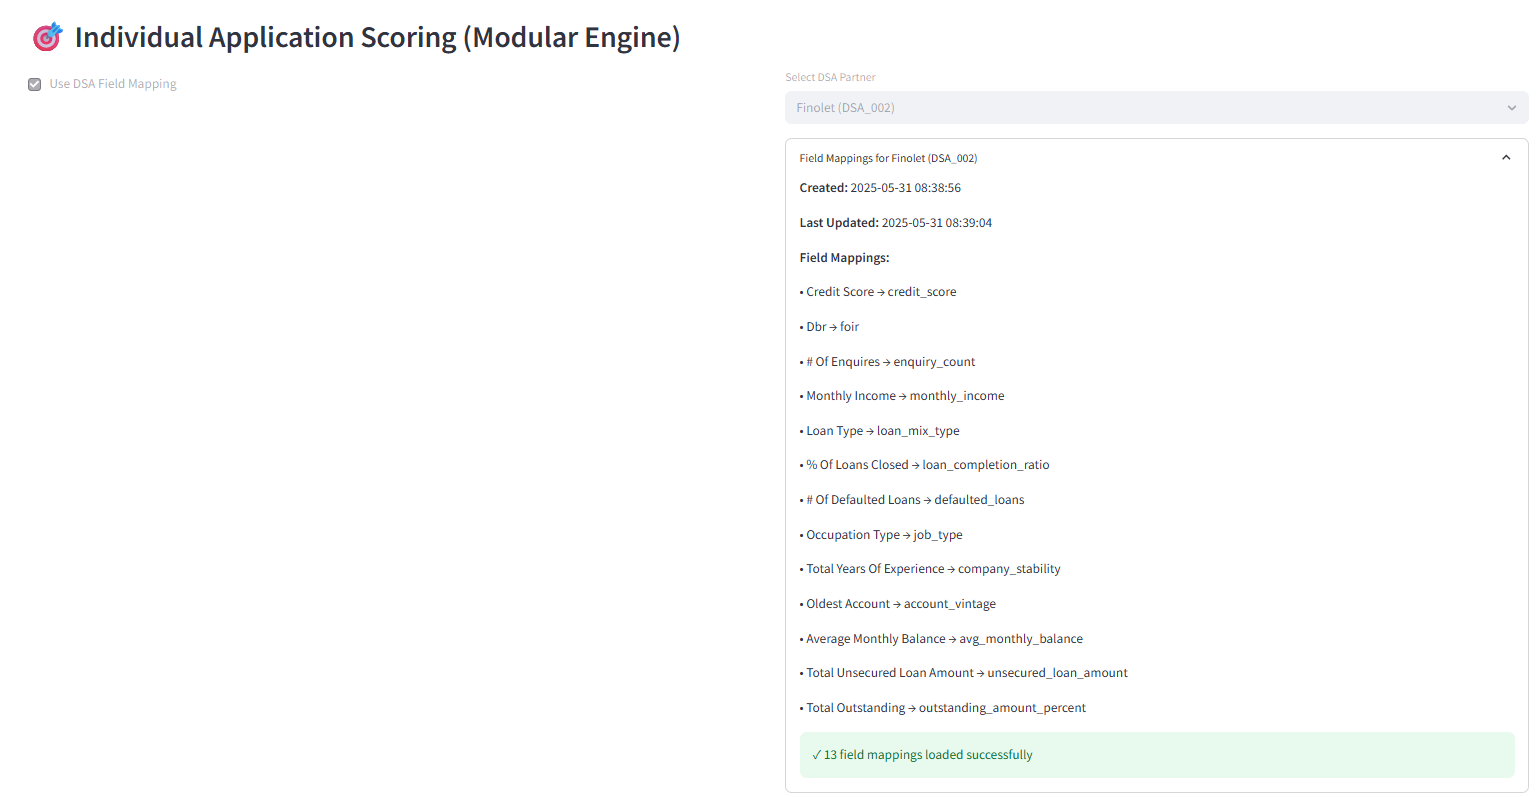 Individual Application Scoring (Modular Engine)
Use DSA Field Mapping
Select DSA Partner
Finolet (DSA_002)
Field Mappings for Finolet (DSA_002)
Created: 2025-05-31 08:38:56
Last Updated: 2025-05-31 08:39:04
Field Mappings:
• Credit Score → credit_score
• Dbr → foir
• # Of Enquires → enquiry_count
• Monthly Income → monthly_income
• Loan Type → loan_mix_type
• % Of Loans Closed → loan_completion_ratio
• # Of Defaulted Loans → defaulted_loans
• Occupation Type → job_type
• Total Years Of Experience → company_stability
• Oldest Account → account_vintage
• Average Monthly Balance → avg_monthly_balance
• Total Unsecured Loan Amount → unsecured_loan_amount
• Total Outstanding → outstanding_amount_percent
✓ 13 field mappings loaded successfully